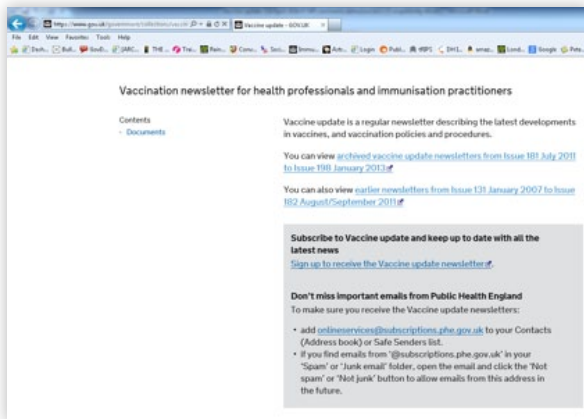 Vaccine update - GOV.UK
File Edit View Favorites Tools Help
Vaccination newsletter for health professionals and immunisation practitioners
Contents
- Documents
Vaccine update is a regular newsletter describing the latest developments
in vaccines, and vaccination policies and procedures.
You can view archived vaccine update newsletters from Issue 181 July 2011
to Issue 198 January 2013
You can also view earlier newsletters from Issue 131 January 2007 to Issue
182 August/September 2011
Subscribe to Vaccine update and keep up to date with all the
latest news
Sign up to receive the Vaccine update newsletter.
Don't miss important emails from Public Health England
To make sure you receive the Vaccine update newsletters:
• add onlineservices@subscriptions.phe.gov.uk to your Contacts
(Address book) or Safe Senders list.
• if you find emails from '@subscriptions.phe.gov.uk' in your
'Spam' or 'Junk email' folder, open the email and click the 'Not
spam' or 'Not junk' button to allow emails from this address in
the future.